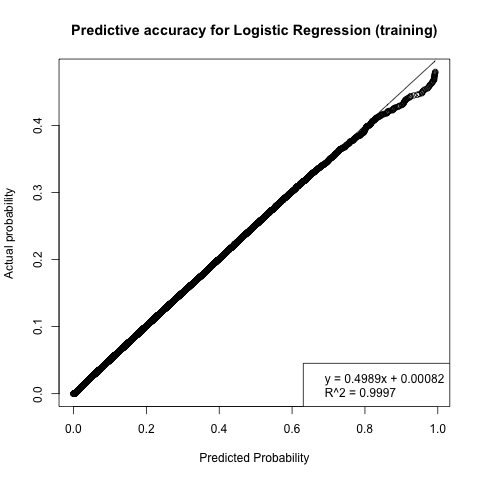 Predictive accuracy for Logistic Regression (training)
Actual probability
0.4
0.3
0.2
0.1
0.0
y = 0.4989x + 0.00082
R^2 = 0.9997
0.0 0.2 0.4 0.6 0.8 1.0
Predicted Probability